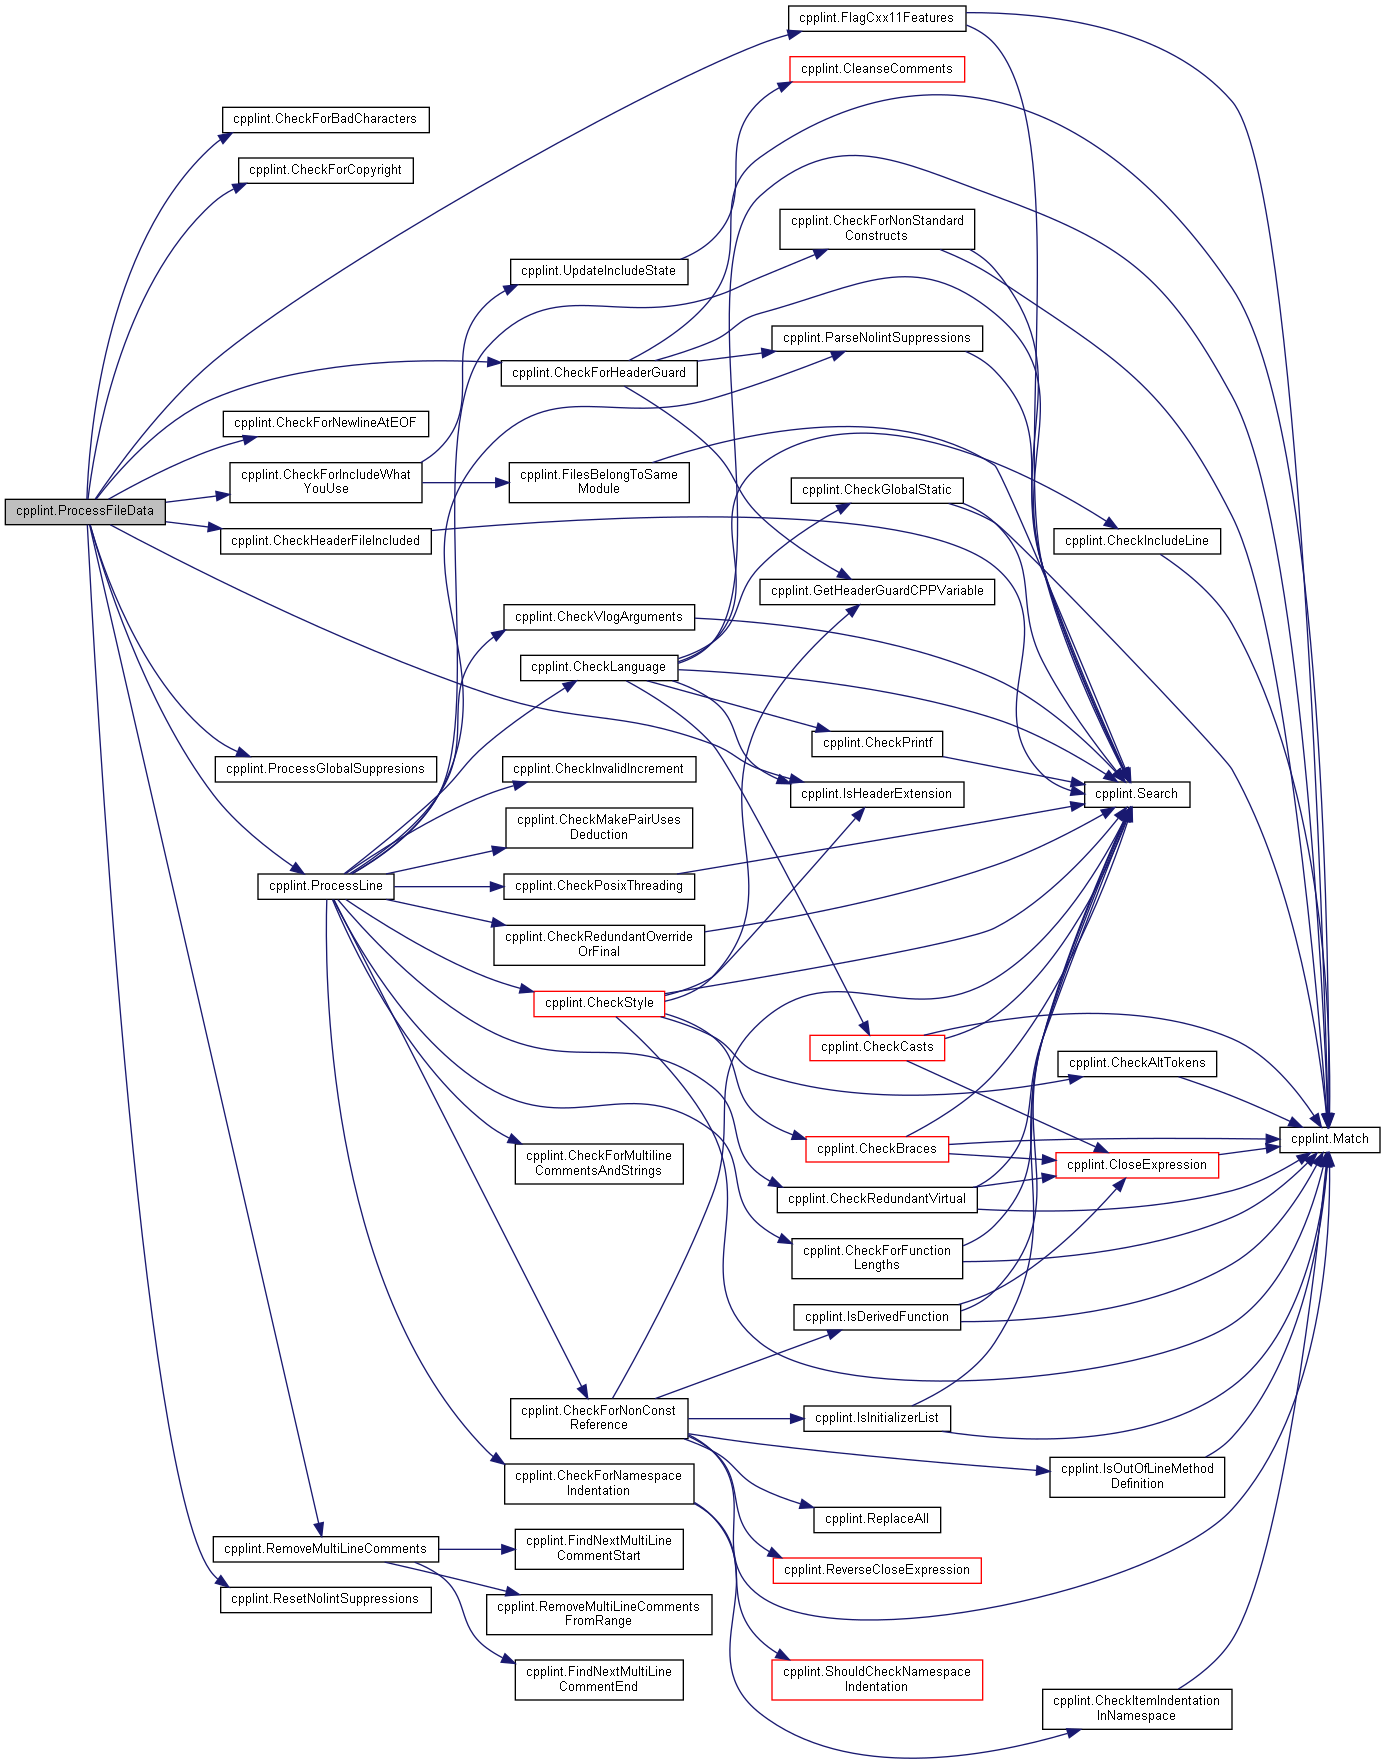 cpplint.FlagCxx11Features
cpplint.CleanseComments
cpplint.CheckForBadCharacters
cpplint.CheckForCopyright
cpplint.CheckForNonStandard
Constructs
cpplint.UpdateIncludeState
cpplint.ParseNolintSuppressions
cpplint.CheckForHeaderGuard
cpplint.CheckForNewlineAtEOF
cpplint.CheckForIncludeWhat
YouUse
cpplint.FilesBelongToSame
Module
cpplint.CheckGlobalStatic
cpplint.ProcessFileData
cpplint.CheckHeaderFileIncluded
cpplint.CheckIncludeLine
cpplint.GetHeaderGuardCPPVariable
cpplint.CheckVlogArguments
cpplint.CheckLanguage
cpplint.CheckPrintf
cpplint.ProcessGlobalSuppresions
cpplint.CheckInvalidIncrement
cpplint.IsHeaderExtension
cpplint.Search
cpplint.CheckMakePairUses
Deduction
cpplint.ProcessLine
cpplint.CheckPosixThreading
cpplint.CheckRedundantOverride
OrFinal
cpplint.CheckStyle
cpplint.CheckCasts
cpplint.CheckAltTokens
cpplint.Match
cpplint.CheckBraces
cpplint.CheckForMultiline
CommentsAndStrings
cpplint.CloseExpression
cpplint.CheckRedundantVirtual
cpplint.CheckForFunction
Lengths
cpplint.IsDerivedFunction
cpplint.CheckForNonConst
Reference
cpplint.IsInitializerList
cpplint.IsOutOfLineMethod
Definition
cpplint.CheckForNamespace
Indentation
cpplint.ReplaceAll
cpplint.RemoveMultiLineComments
cpplint.FindNextMultiLine
CommentStart
cpplint.ReverseCloseExpression
cpplint.ResetNolintSuppressions
cpplint.RemoveMultiLineComments
FromRange
cpplint.FindNextMultiLine
CommentEnd
cpplint.ShouldCheckNamespace
Indentation
cpplint.CheckItemIndentation
InNamespace